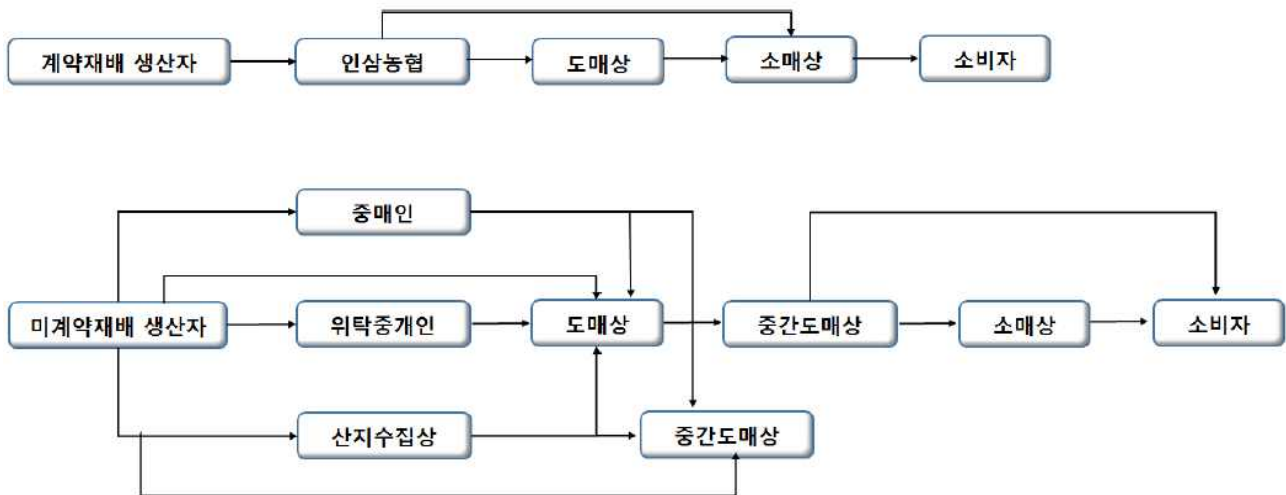 계약재배 생산자
인삼농협
도매상
소매상
소비자
중매인
미계약재배 생산자
위탁중개인
도매상
중간도매상
소매상
소비자
산지수집상
중간도매상